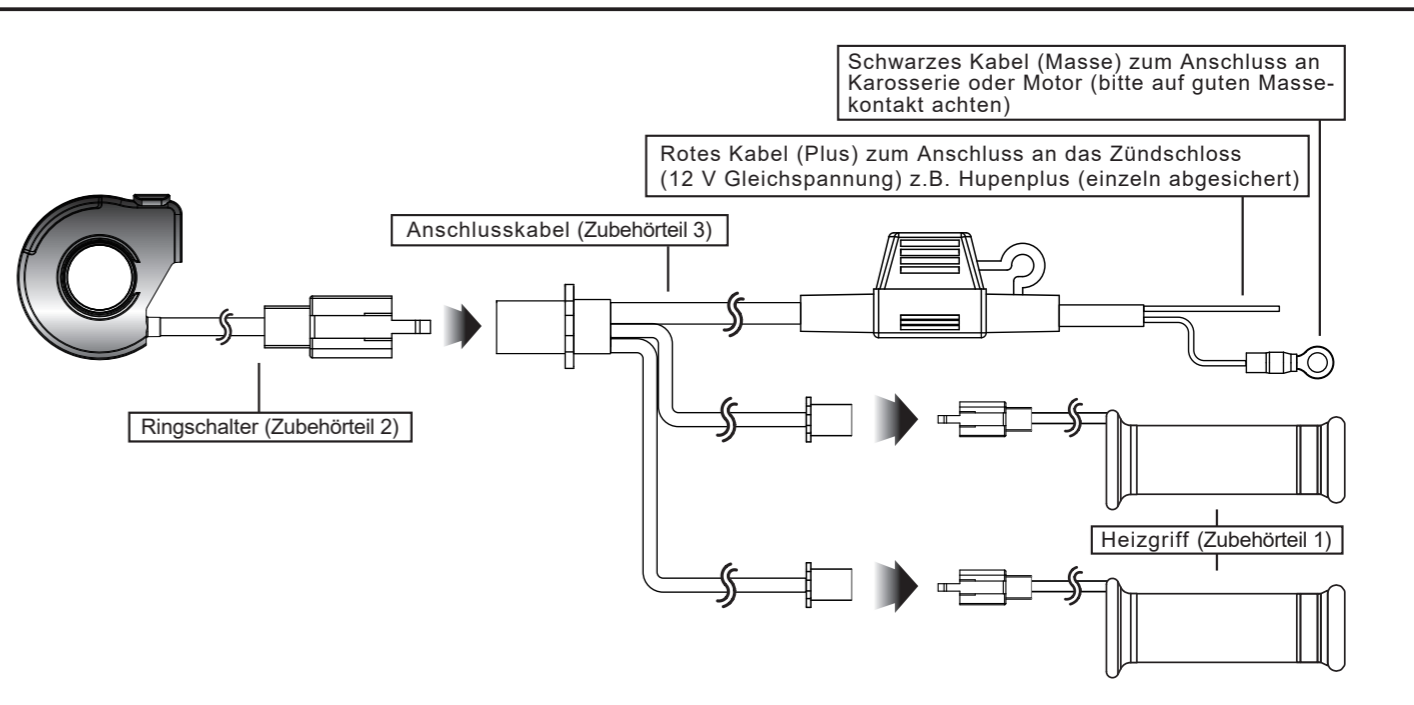 Schwarzes Kabel (Masse) zum Anschluss an
Karosserie oder Motor (bitte auf guten Masse-
kontakt achten)
Rotes Kabel (Plus) zum Anschluss an das Zündschloss
(12 V Gleichspannung) z.B. Hupenplus (einzeln abgesichert)
Anschlusskabel (Zubehörteil 3)
Ringschalter (Zubehörteil 2)
Heizgriff (Zubehörteil 1)